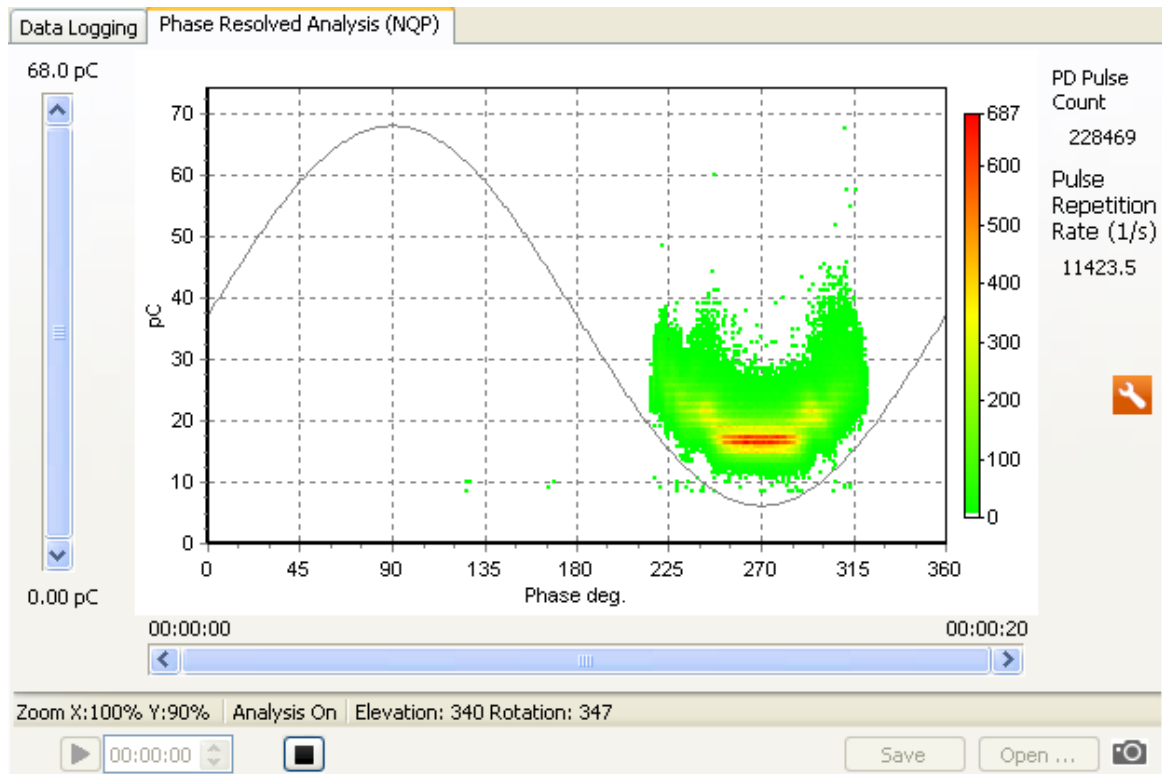 Data Logging
Phase Resolved Analysis (NQP)
68.0 pC
0.00 pC
pC
70
60
50
40
30
20
10
0
0 45 90 135 180 225 270 315 360
Phase deg.
687
600
500
400
300
200
100
0
PD Pulse
Count
228469
Pulse
Repetition
Rate (1/s)
11423.5
00:00:00 00:00:20
Zoom X:100% Y:90% Analysis On Elevation: 340 Rotation: 347
00:00:00 Save Open ...